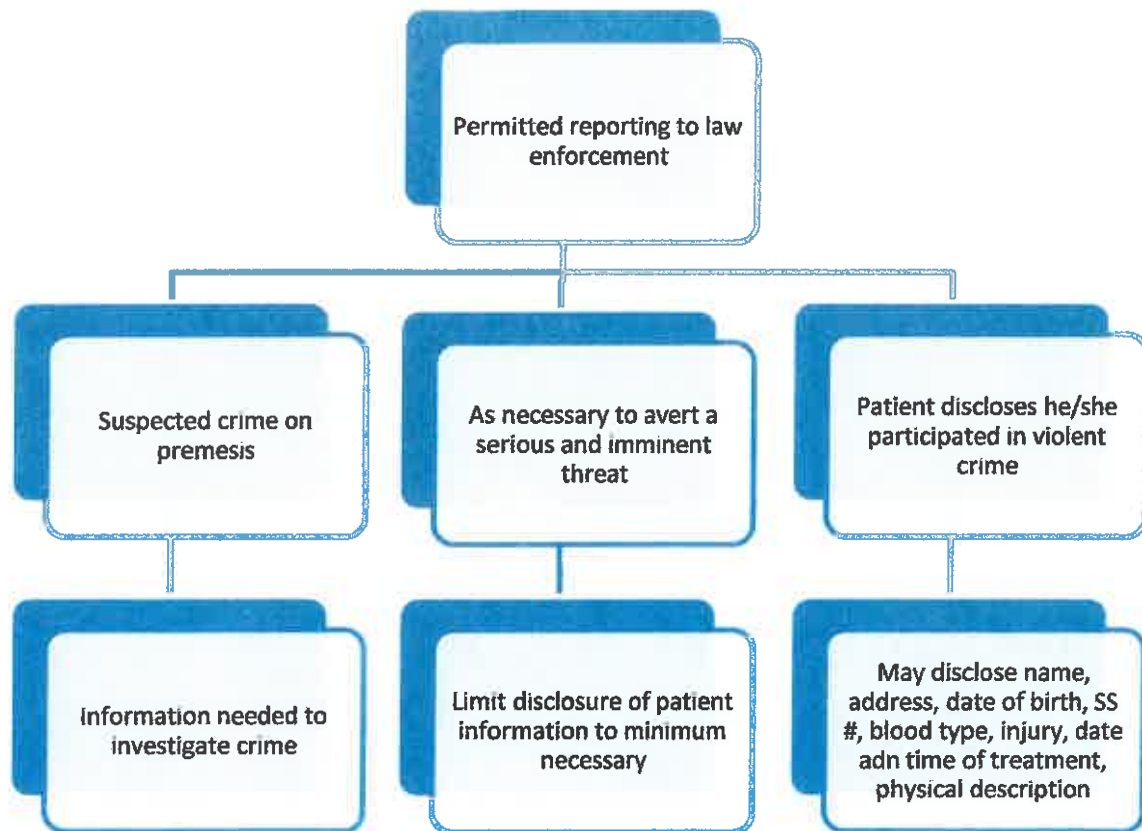 Permitted reporting to law
enforcement
Suspected crime on
premesis
As necessary to avert a
serious and imminent
threat
Patient discloses he/she
participated in violent
crime
Information needed to
investigate crime
Limit disclosure of patient
information to minimum
necessary
May disclose name,
address, date of birth, SS
#, blood type, injury, date
adn time of treatment,
physical description